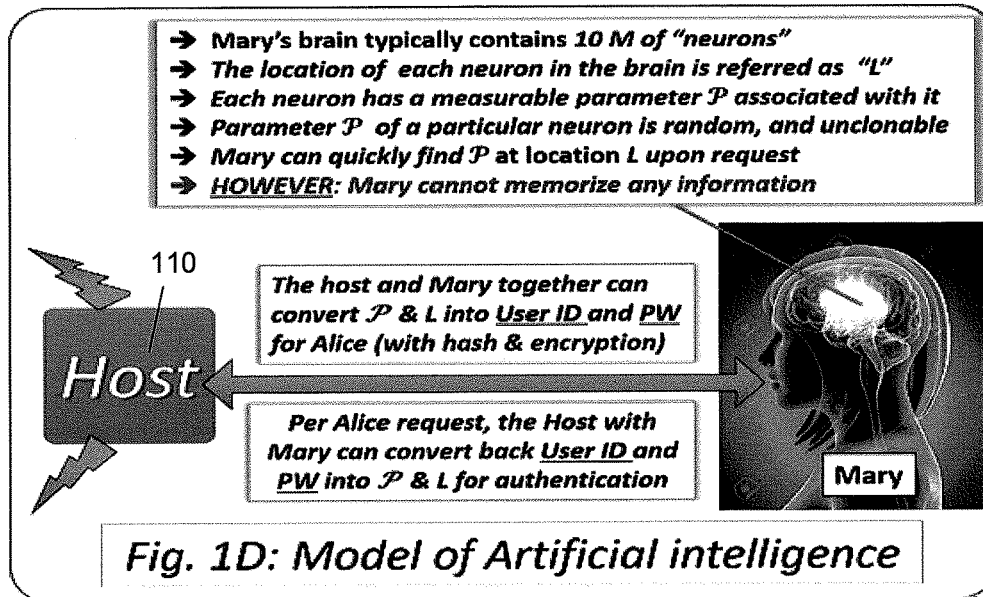 → Mary's brain typically contains 10 M of "neurons"
→ The location of each neuron in the brain is referred as "L"
→ Each neuron has a measurable parameter 𝒫 associated with it
→ Parameter 𝒫 of a particular neuron is random, and unclonable
→ Mary can quickly find 𝒫 at location L upon request
→ HOWEVER: Mary cannot memorize any information
110
Host
The host and Mary together can
convert 𝒫 & L into User ID and PW
for Alice (with hash & encryption)
Per Alice request, the Host with
Mary can convert back User ID and
PW into 𝒫 & L for authentication
Mary
Fig. 1D: Model of Artificial intelligence